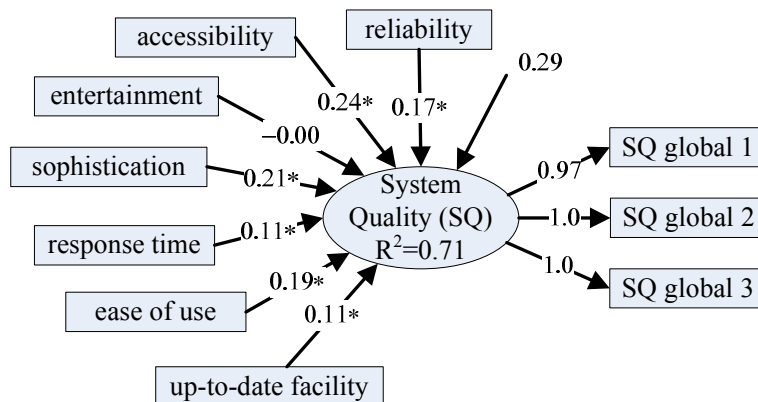 reliability
accessibility
0.29
entertainment
0.24*
0.17*
−0.00
SQ global 1
sophistication
0.21*
System
0.97
Quality (SQ)
1.0
SQ global 2
response time
0.11*
R²=0.71
1.0
0.19*
SQ global 3
ease of use
0.11*
up-to-date facility